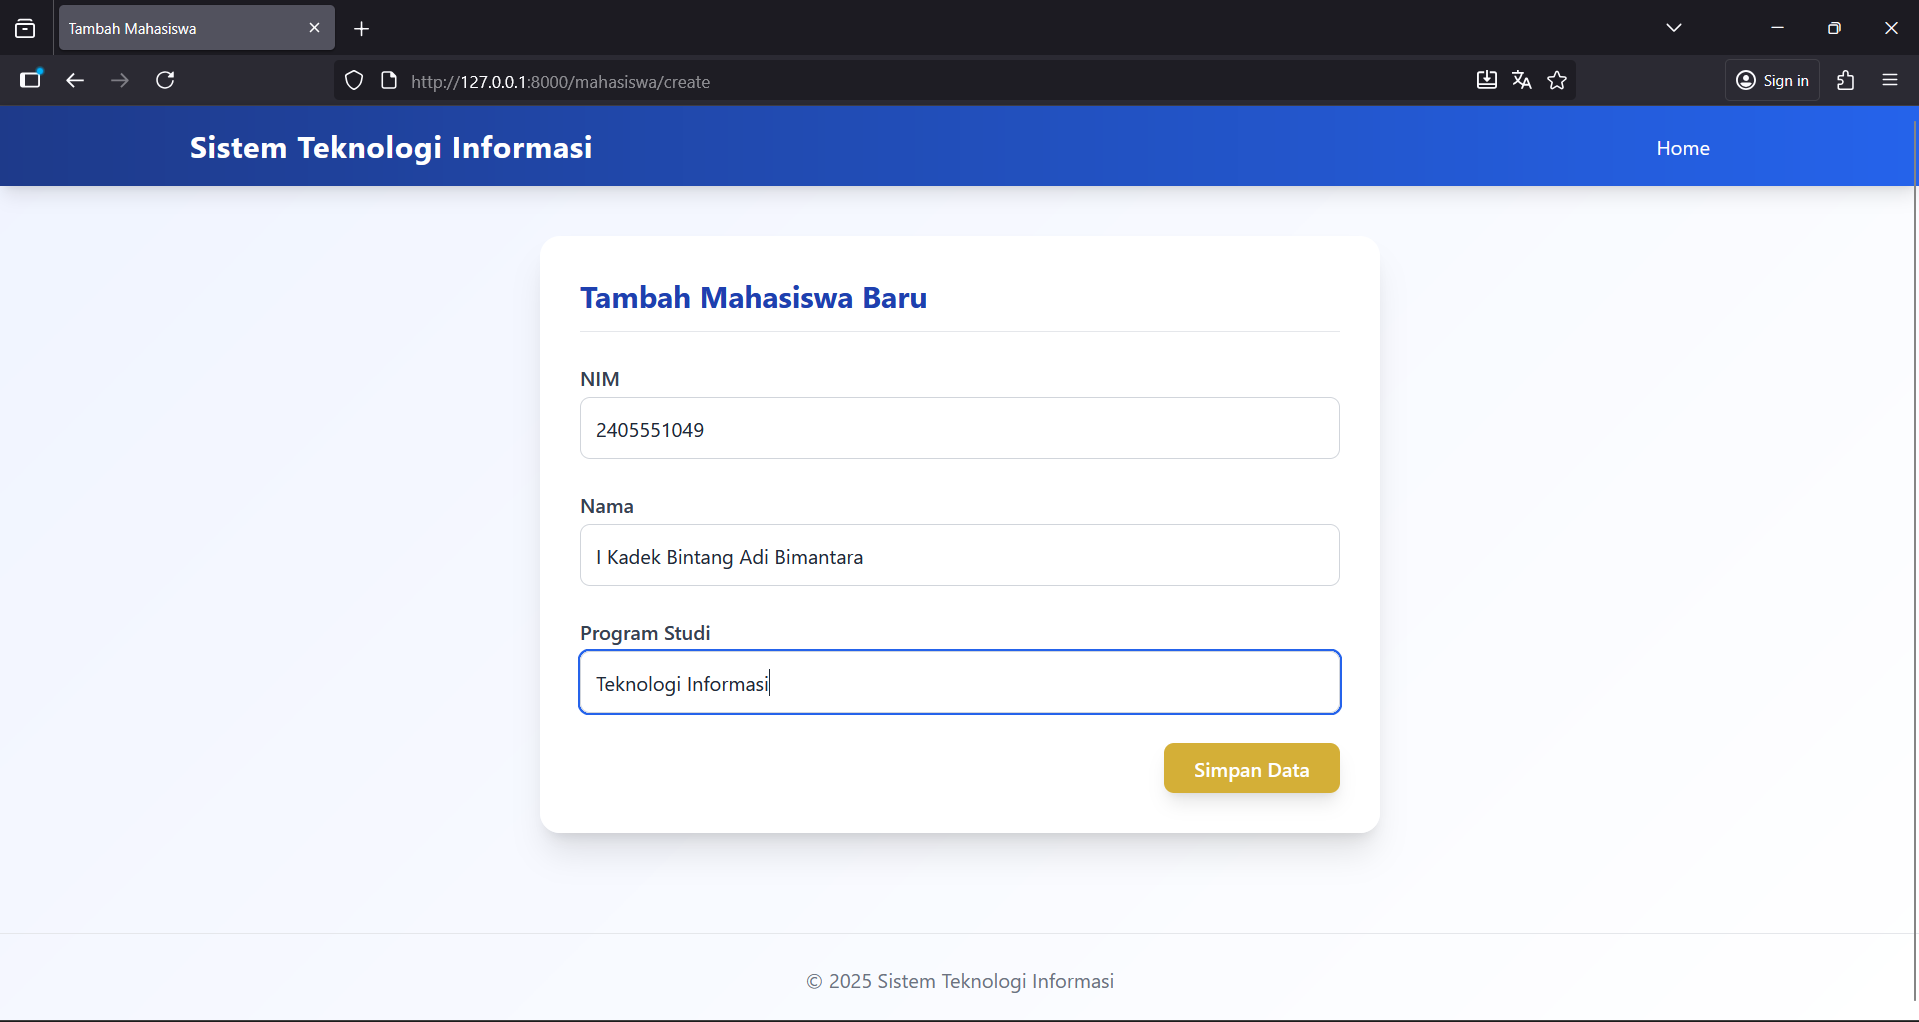 Tambah Mahasiswa
http://127.0.0.1:8000/mahasiswa/create
Sign in
Sistem Teknologi Informasi
Home
Tambah Mahasiswa Baru
NIM
2405551049
Nama
I Kadek Bintang Adi Bimantara
Program Studi
Teknologi Informasi
Simpan Data
© 2025 Sistem Teknologi Informasi